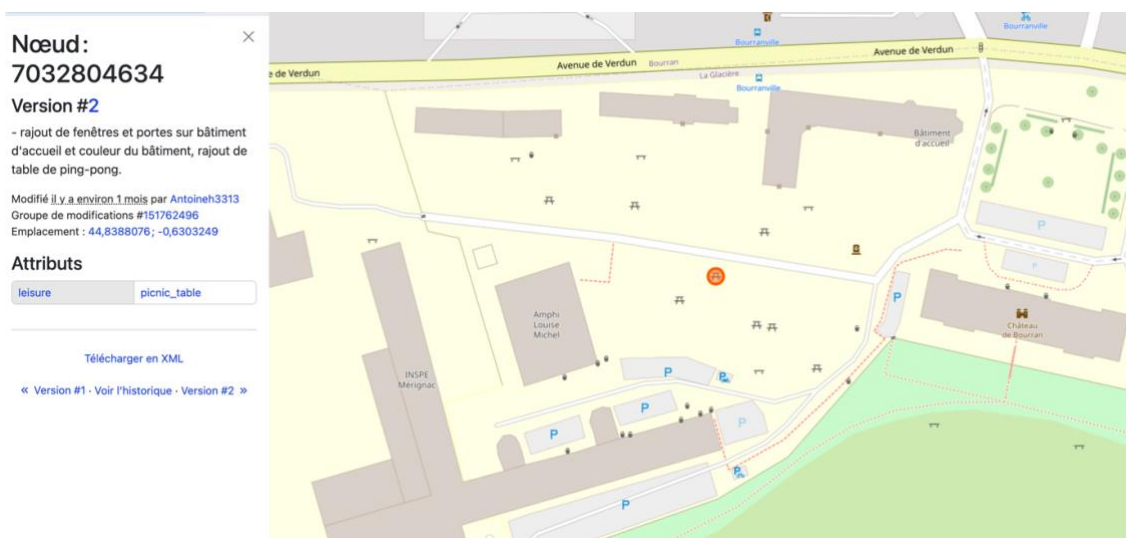 Nœud:
7032804634
Version #2
- rajout de fenêtres et portes sur bâtiment
d'accueil et couleur du bâtiment, rajout de
table de ping-pong.
Modifié il y a environ 1 mois par Antoineh3313
Groupe de modifications #151762496
Emplacement : 44,8388076; -0,6303249
Attributs
leisure picnic_table
Télécharger en XML
« Version #1 · Voir l'historique · Version #2 »
Bourranville
Bourranville
e de Verdun
Avenue de Verdun
Bourran
La Glacière
Avenue de Verdun
Bourranville
Bâtiment
d'accueil
P
P
P
Amphi
Louise
Michel
Château
de Bourran
INSPE
Mérignac
P
P
P
P
P
P
P